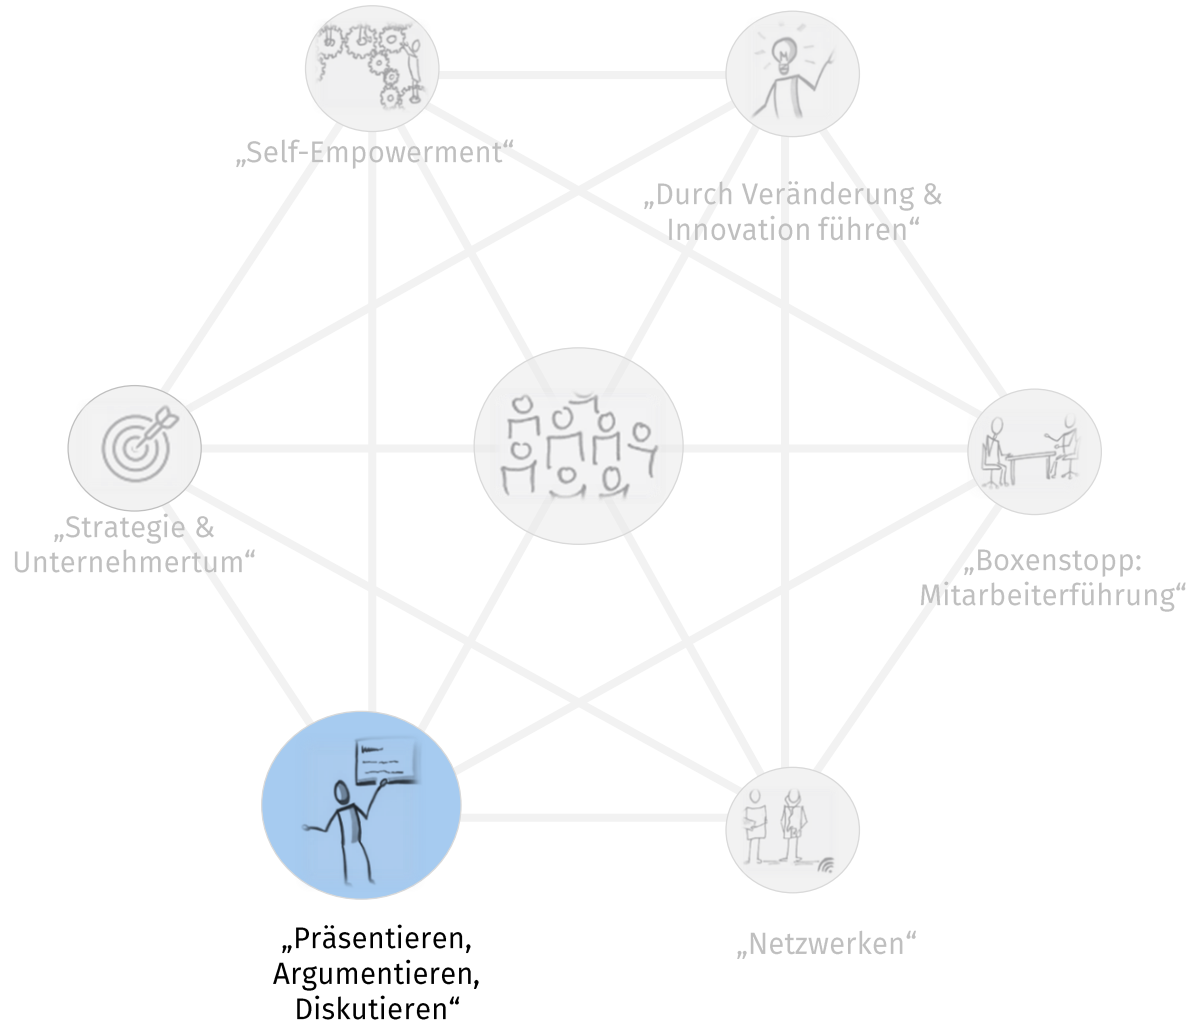 „Self-Empowerment“
„Durch Veränderung &
Innovation führen“
„Strategie &
Unternehmertum“
„Boxenstopp:
Mitarbeiterführung“
„Präsentieren,
Argumentieren,
Diskutieren“
„Netzwerken“